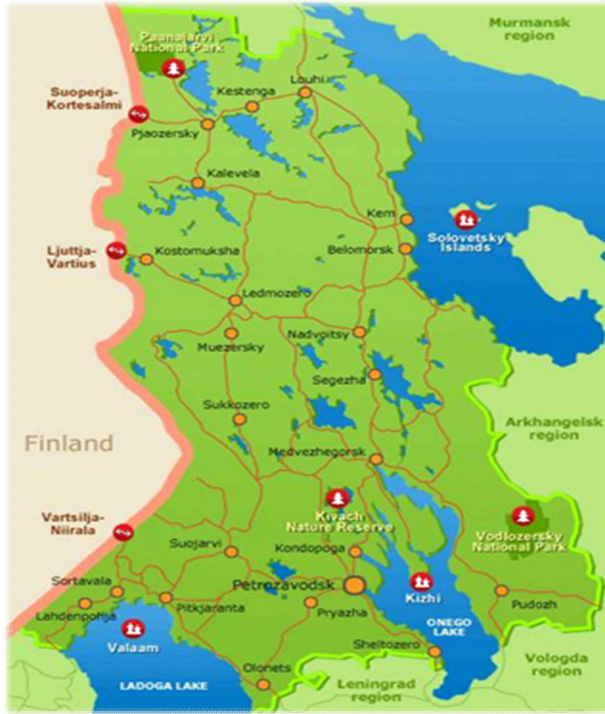 Murmansk
region
Paanajarvi
National Park
Suoperja-
Kortesalmi
Kestenga
Louhi
Pjaozersky
Kalevela
Kem
Solovetsky
Islands
Ljuttja-
Vartius
Kostomuksha
Belomorsk
Ledmozero
Muezersky
Nadvoitsy
Segezha
Sukkozero
Arkhangelsk
region
Finland
Medvezhegorsk
Kivach
Nature Reserve
Vartsilja-
Niirala
Vodlozersky
National Park
Suojarvi
Kondopoga
Sortavala
Petrozavodsk
Kizhi
Lahdenpohja
Pitkjaranta
Pryazha
Pudozh
ONEGO
LAKE
Valaam
Sheltozero
Vologda
region
Olonets
LADOGA LAKE
Leningrad
region